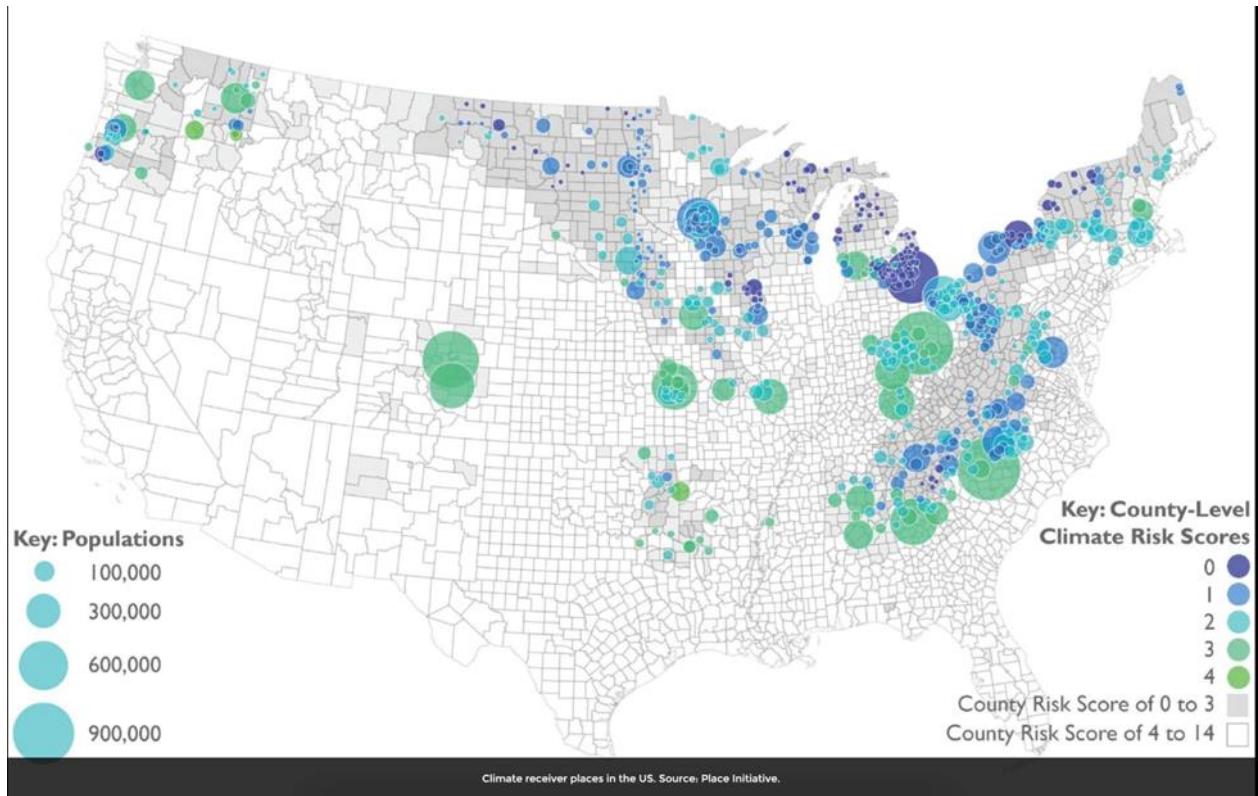 Key: Populations
100,000
300,000
600,000
900,000
Key: County-Level
Climate Risk Scores
0
1
2
3
4
County Risk Score of 0 to 3
County Risk Score of 4 to 14
Climate receiver places in the US. Source: Place Initiative.